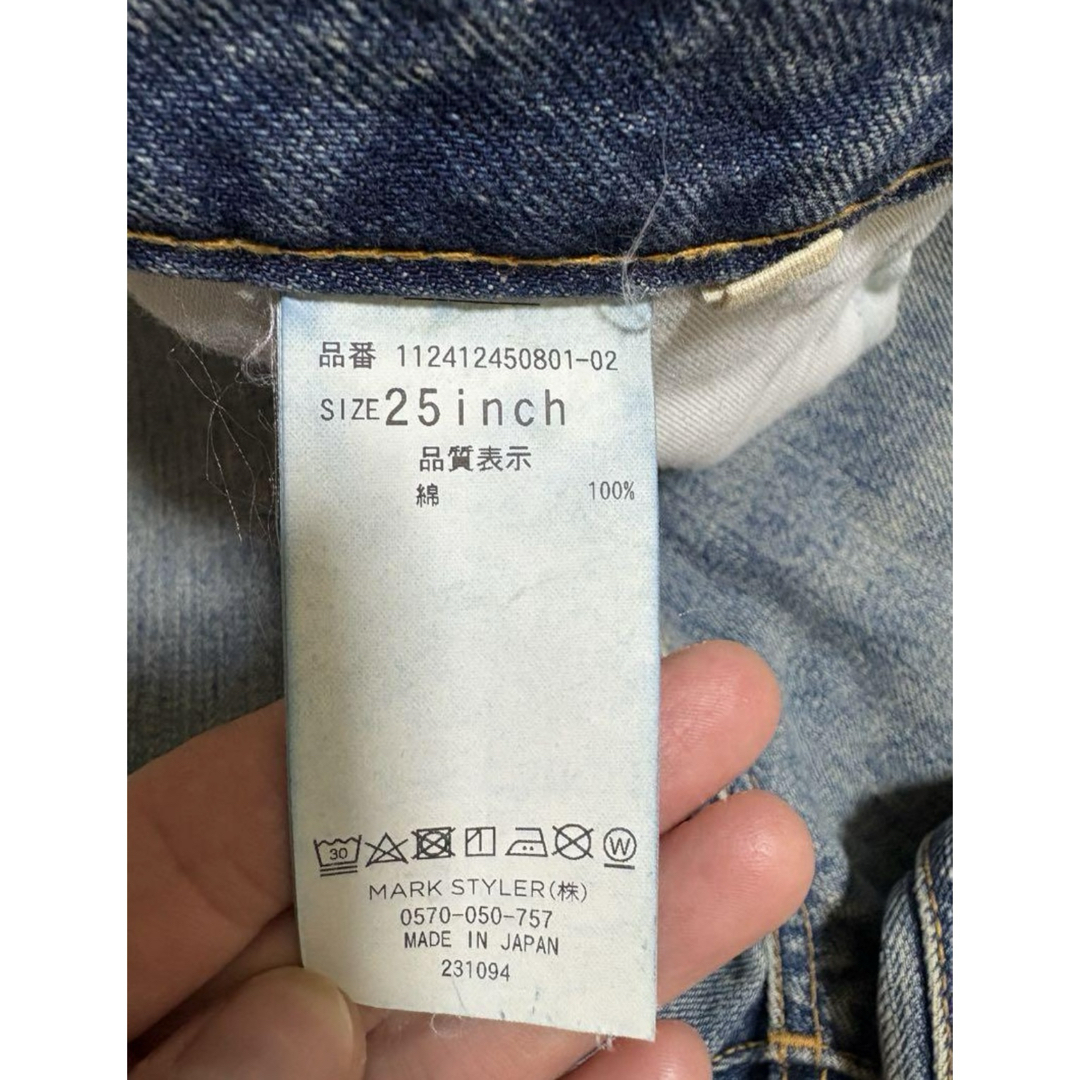 品番 112412450801-02
SIZE 25inch
品質表示
綿 100%
30 W
MARK STYLER(株)
0570-050-757
MADE IN JAPAN
231094